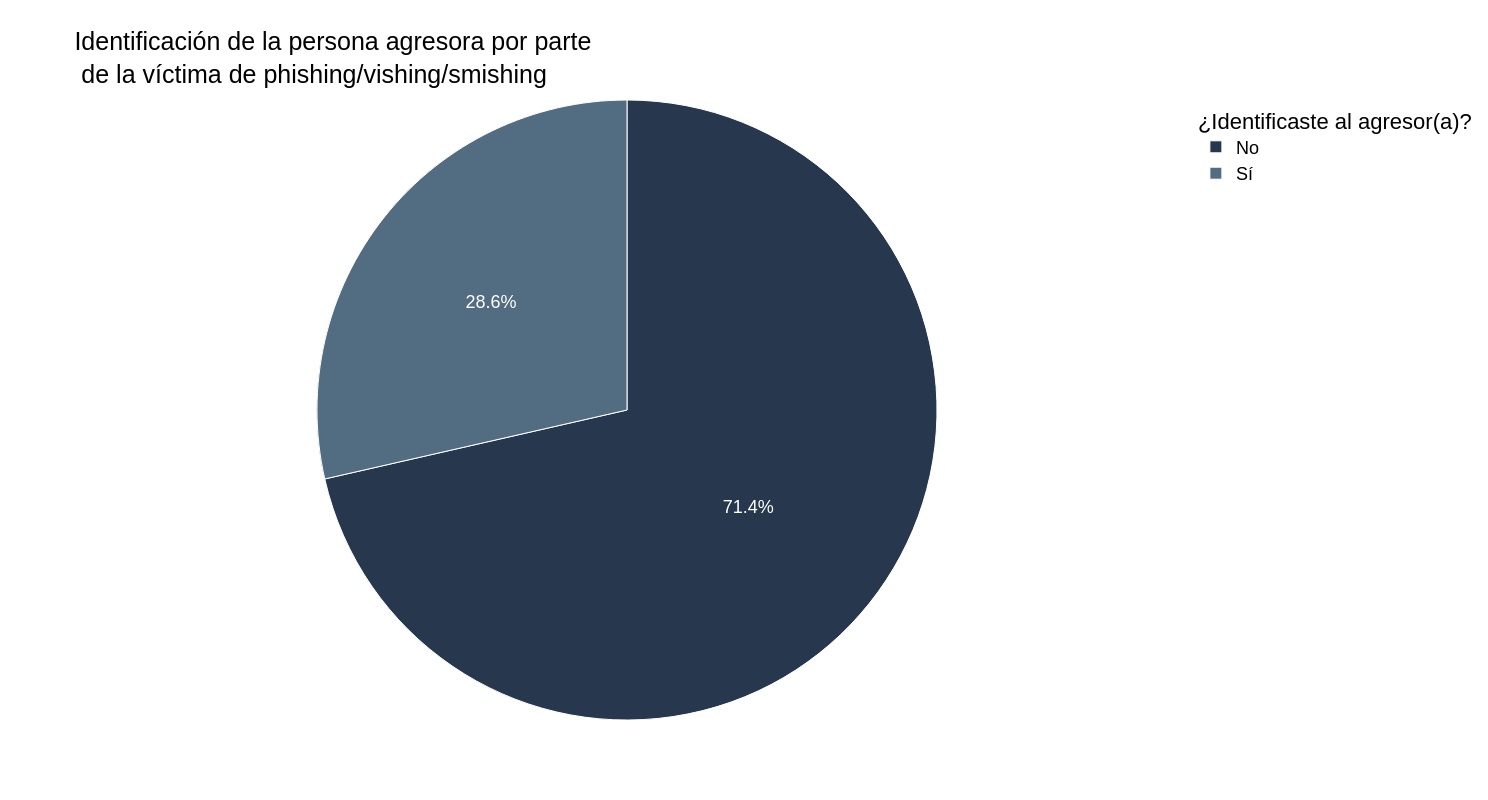 Identificación de la persona agresora por parte
de la víctima de phishing/vishing/smishing
¿Identificaste al agresor(a)?
No
Sí
28.6%
71.4%